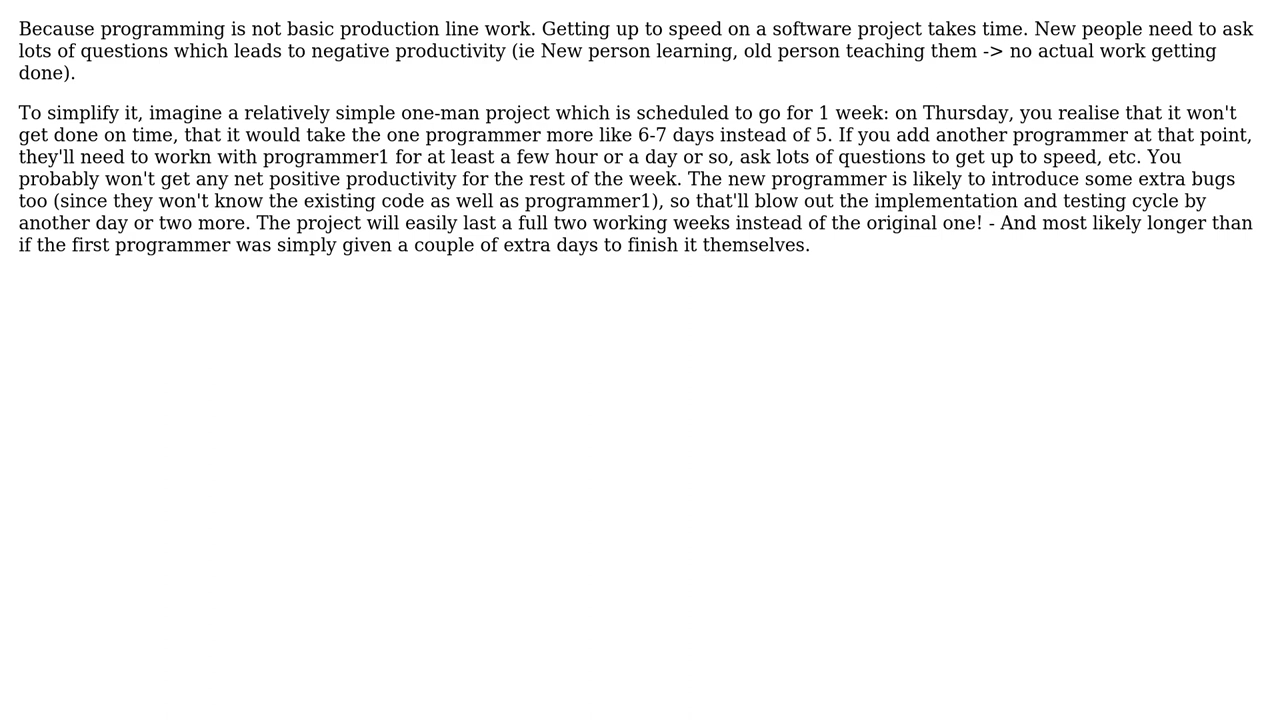 Because programming is not basic production line work. Getting up to speed on a software project takes time. New people need to ask
lots of questions which leads to negative productivity (ie New person learning, old person teaching them -> no actual work getting
done).
To simplify it, imagine a relatively simple one-man project which is scheduled to go for 1 week: on Thursday, you realise that it won't
get done on time, that it would take the one programmer more like 6-7 days instead of 5. If you add another programmer at that point,
they'll need to workn with programmer1 for at least a few hour or a day or so, ask lots of questions to get up to speed, etc. You
probably won't get any net positive productivity for the rest of the week. The new programmer is likely to introduce some extra bugs
too (since they won't know the existing code as well as programmer1), so that'll blow out the implementation and testing cycle by
another day or two more. The project will easily last a full two working weeks instead of the original one! - And most likely longer than
if the first programmer was simply given a couple of extra days to finish it themselves.